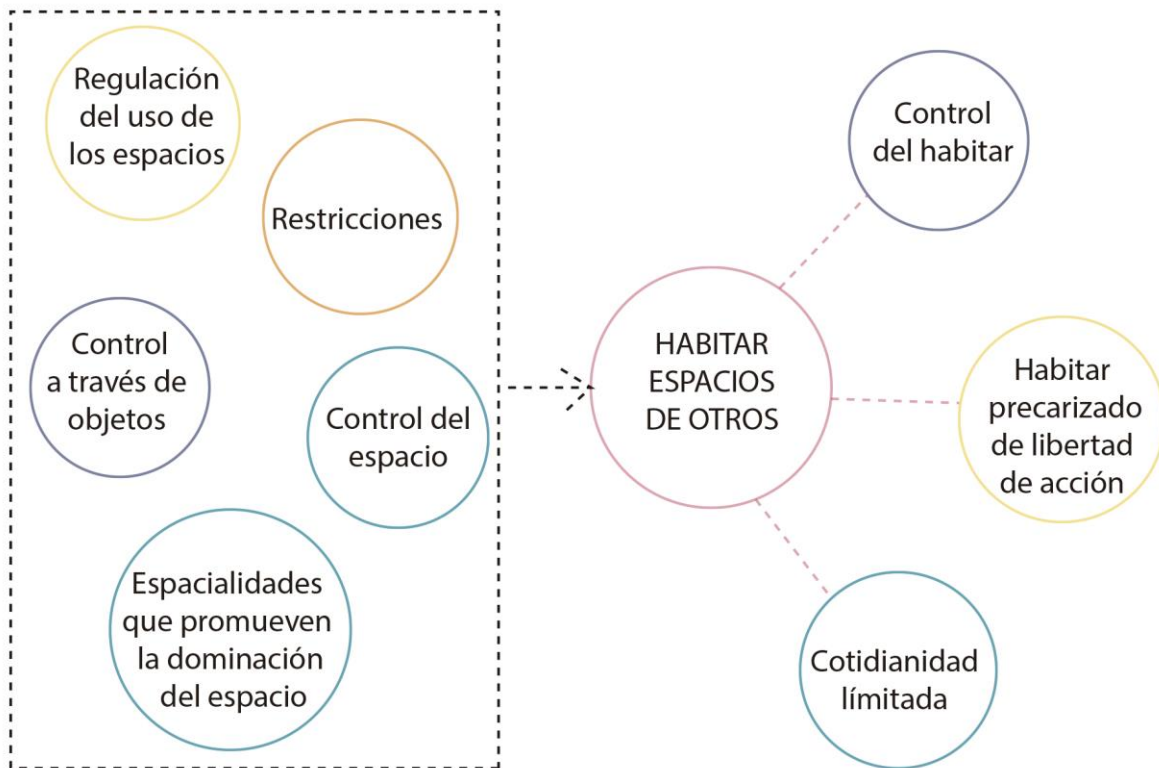 Regulación
del uso de
los espacios
Restricciones
Control
a través de
objetos
Control del
espacio
Espacialidades
que promueven
la dominación
del espacio
HABITAR
ESPACIOS
DE OTROS
Control
del habitar
Habitar
precarizado
de libertad
de acción
Cotidianidad
límitada